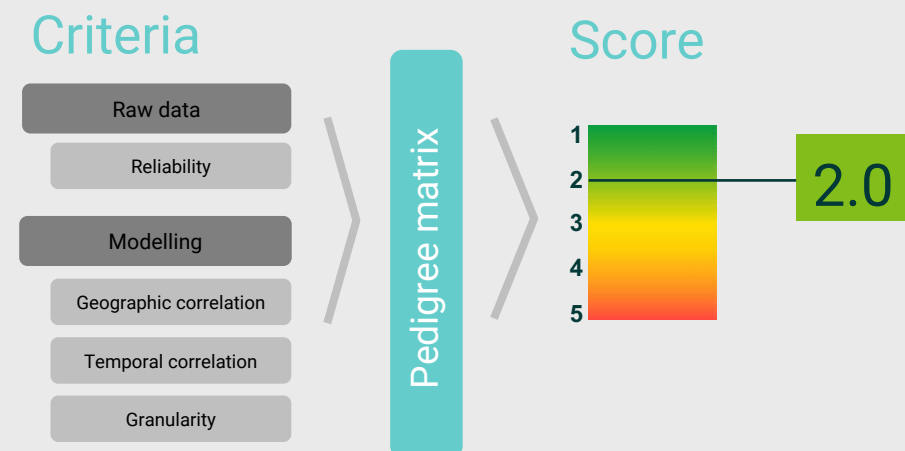 Criteria
Raw data
Reliability
Modelling
Geographic correlation
Temporal correlation
Granularity
Pedigree matrix
Score
1
2
3
4
5
2.0